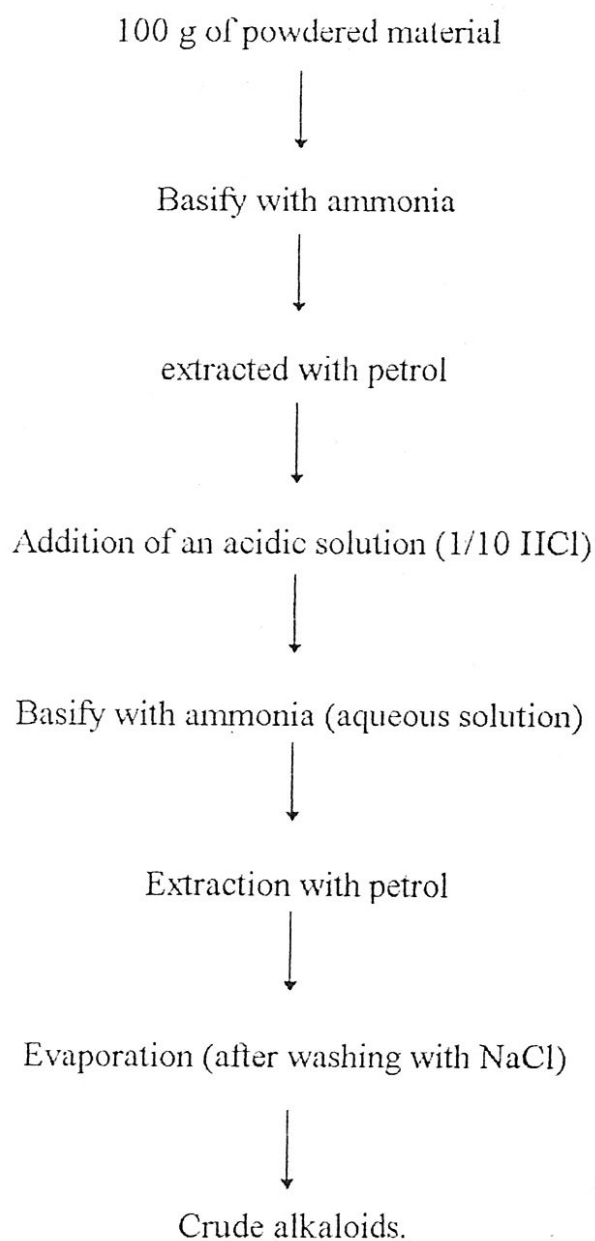 100 g of powdered material
Basify with ammonia
extracted with petrol
Addition of an acidic solution (1/10 HCl)
Basify with ammonia (aqueous solution)
Extraction with petrol
Evaporation (after washing with NaCl)
Crude alkaloids.